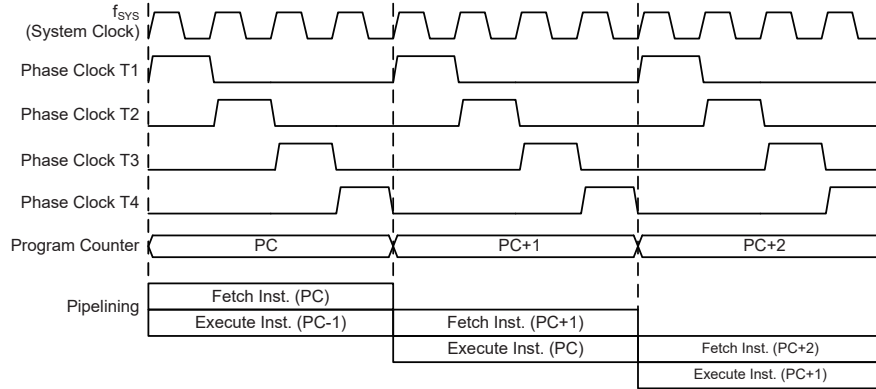 fSYS
(System Clock)
Phase Clock T1
Phase Clock T2
Phase Clock T3
Phase Clock T4
Program Counter PC PC+1 PC+2
Pipelining
Fetch Inst. (PC)
Execute Inst. (PC-1) Fetch Inst. (PC+1)
Execute Inst. (PC) Fetch Inst. (PC+2)
Execute Inst. (PC+1)